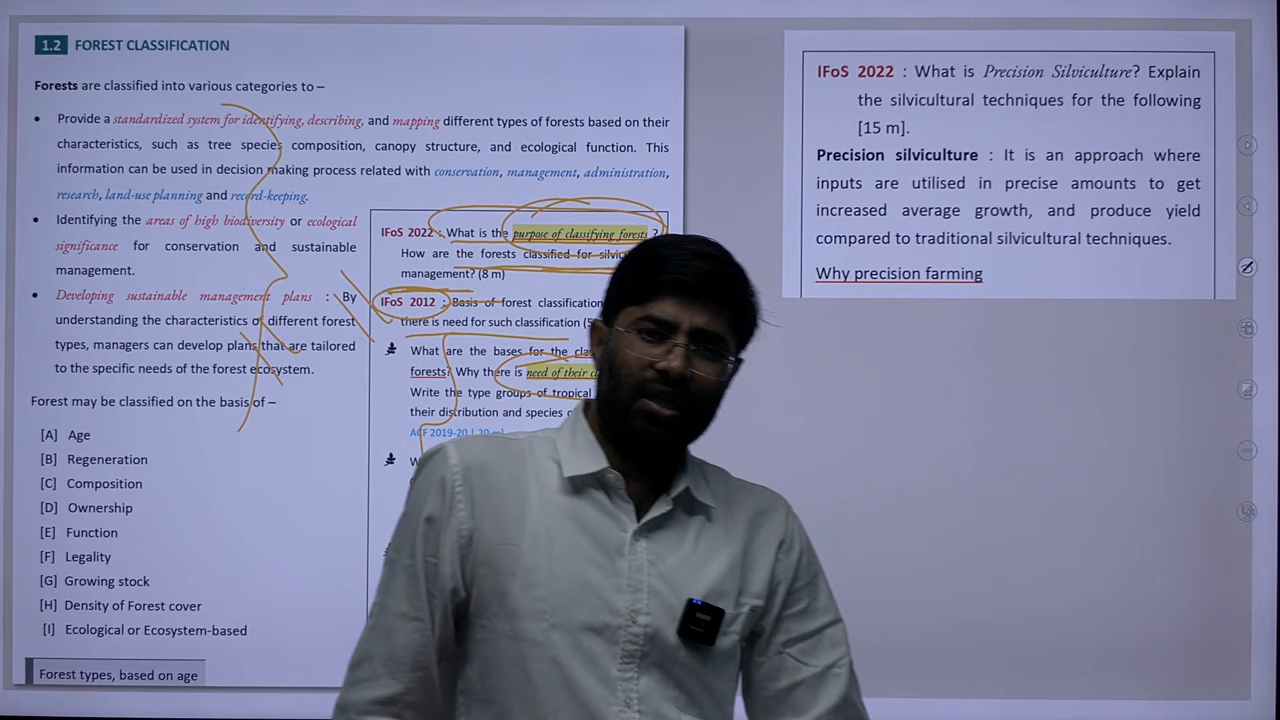 1.2 FOREST CLASSIFICATION
Forests are classified into various categories to –
• Provide a standardized system for identifying, describing, and mapping different types of forests based on their
characteristics, such as tree species composition, canopy structure, and ecological function. This
information can be used in decision making process related with conservation, management, administration,
research, land-use planning and record-keeping.
• Identifying the areas of high biodiversity or ecological
significance for conservation and sustainable
management.
• Developing sustainable management plans : By
understanding the characteristics of different forest
types, managers can develop plans that are tailored
to the specific needs of the forest ecosystem.
Forest may be classified on the basis of –
[A] Age
[B] Regeneration
[C] Composition
[D] Ownership
[E] Function
[F] Legality
[G] Growing stock
[H] Density of Forest cover
[I] Ecological or Ecosystem-based
Forest types, based on age
IFoS 2022 : What is the purpose of classifying forests ?
How are the forests classified for
management? (8 m)
IFoS 2012 : Basis of forest classification
there is need for such classification
What are the bases for the
forests? Why there is need of their
Write the type groups of tropical
their distribution and species
ACF 2019-20 | 20 m]
IFoS 2022 : What is Precision Silviculture? Explain
the silvicultural techniques for the following
[15 m].
Precision silviculture : It is an approach where
inputs are utilised in precise amounts to get
increased average growth, and produce yield
compared to traditional silvicultural techniques.
Why precision farming